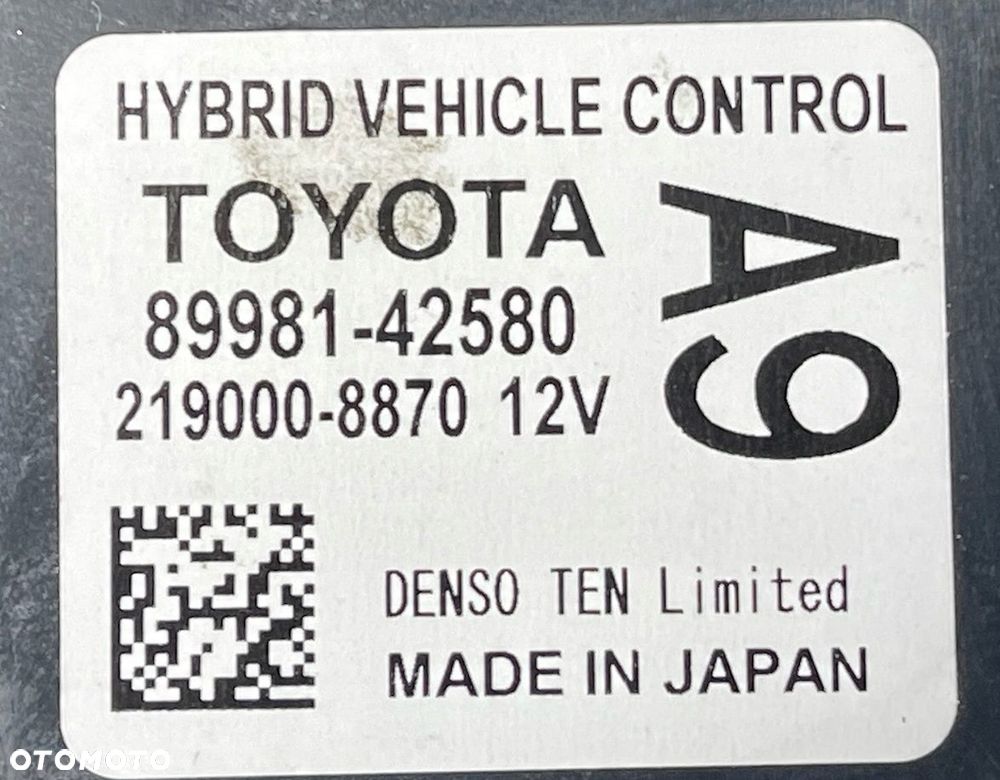 HYBRID VEHICLE CONTROL
TOYOTA
A9
89981-42580
219000-8870 12V
DENSO TEN Limited
MADE IN JAPAN
OTOMOTO